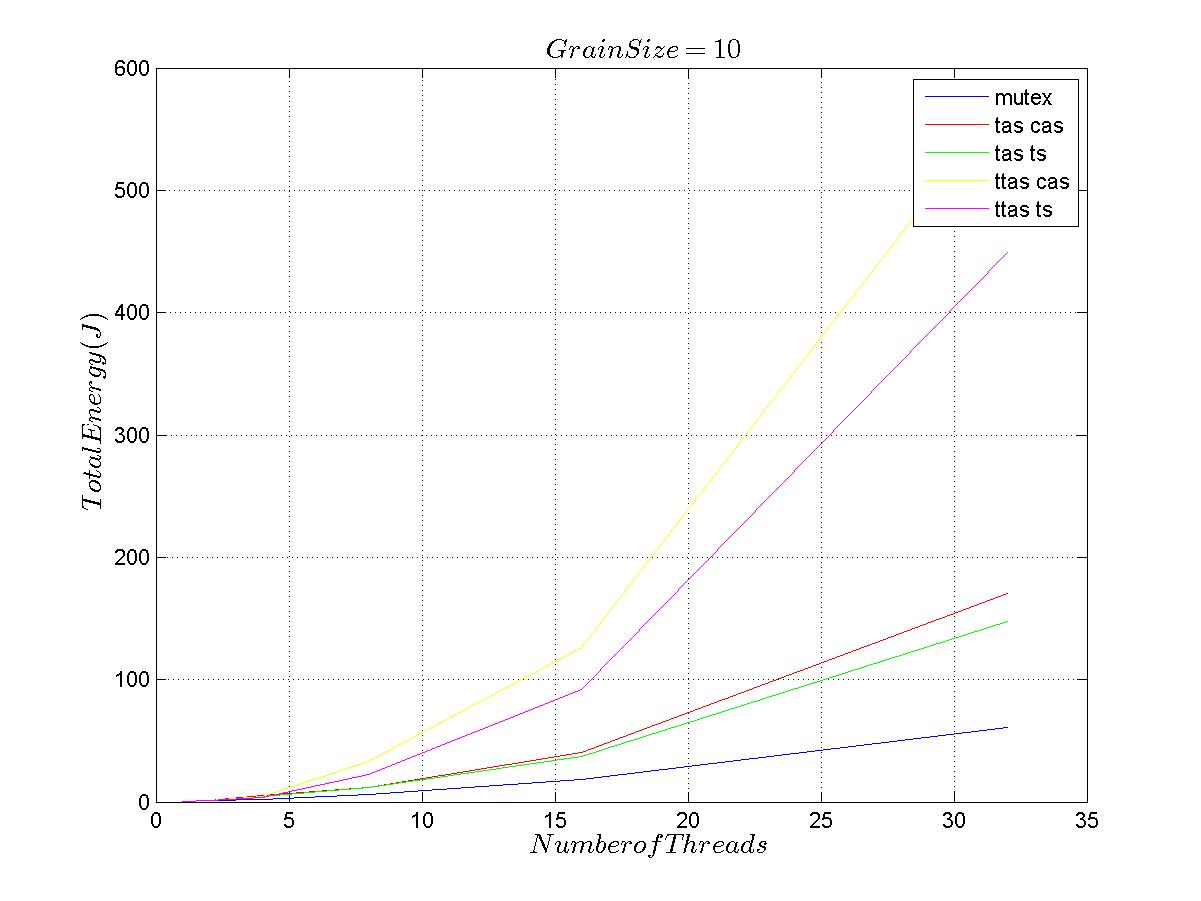 GrainSize = 10
600
500
400
300
200
100
0
TotalEnergy(J)
mutex
tas cas
tas ts
ttas cas
ttas ts
0 5 10 15 20 25 30 35
NumberofThreads